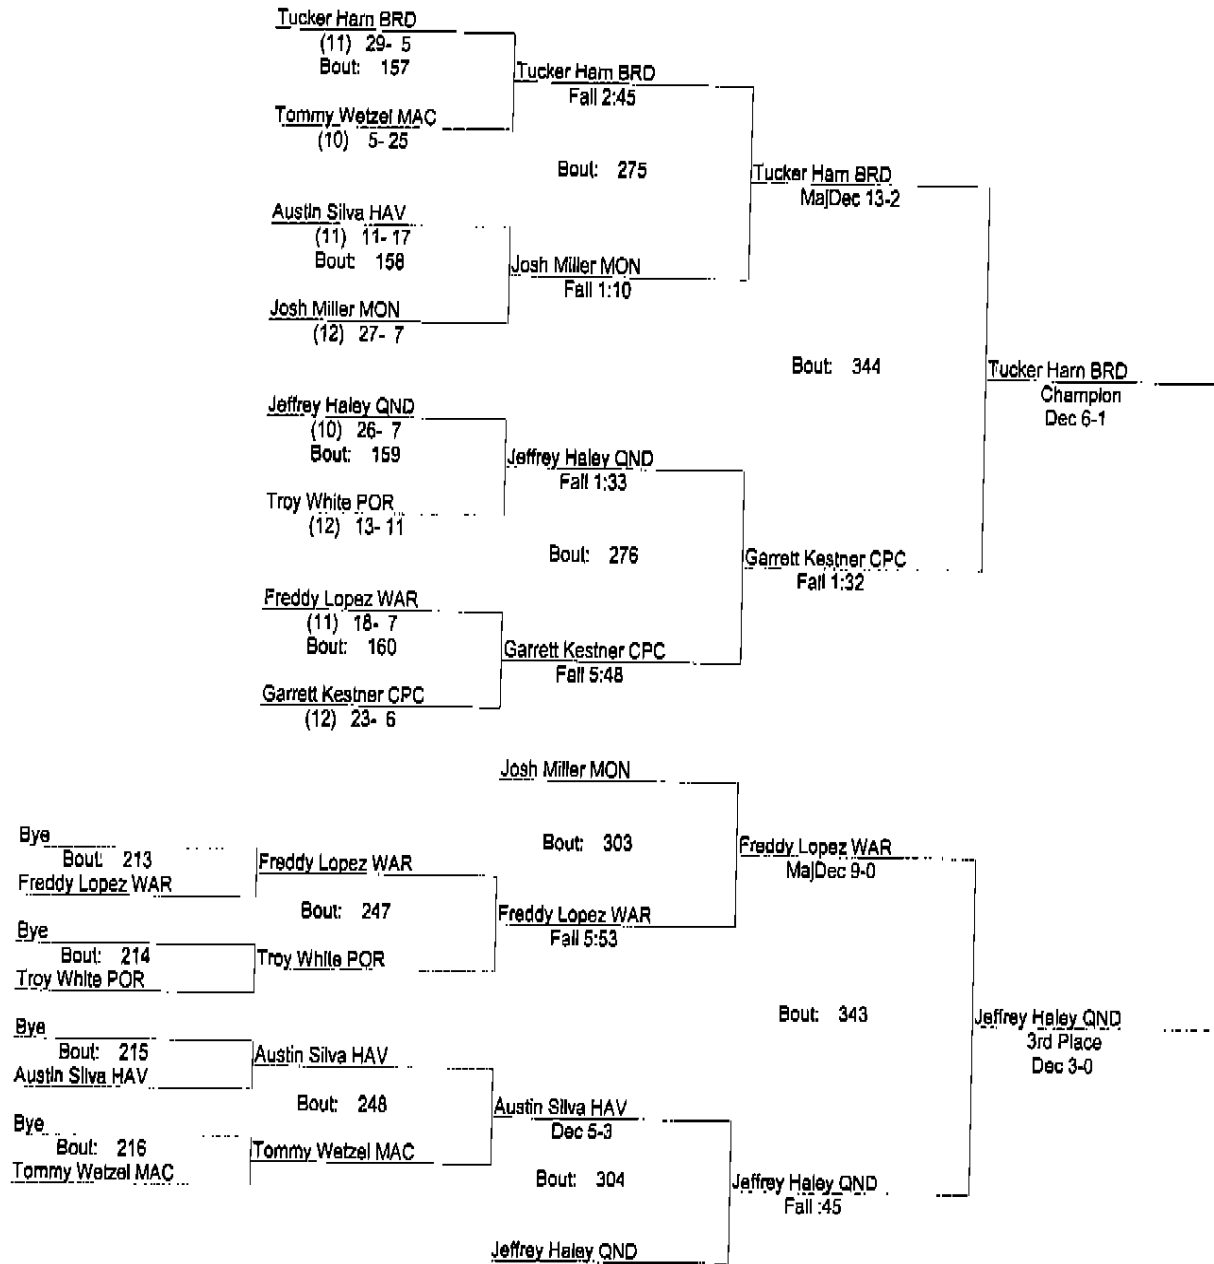 Tucker Harn BRD
(11) 29- 5
Bout: 157
Tucker Harn BRD
Fall 2:45
Tommy Wetzel MAC
(10) 5- 25
Bout: 275
Tucker Harn BRD
MajDec 13-2
Austin Silva HAV
(11) 11- 17
Bout: 158
Josh Miller MON
Fall 1:10
Josh Miller MON
(12) 27- 7
Bout: 344
Tucker Harn BRD
Champion
Dec 6-1
Jeffrey Haley QND
(10) 26- 7
Bout: 159
Jeffrey Haley QND
Fall 1:33
Troy White POR
(12) 13- 11
Bout: 276
Garrett Kestner CPC
Fall 1:32
Freddy Lopez WAR
(11) 18- 7
Bout: 160
Garrett Kestner CPC
Fall 5:48
Garrett Kestner CPC
(12) 23- 6
Josh Miller MON
Bye
Bout: 213
Freddy Lopez WAR
Freddy Lopez WAR
Bout: 303
Freddy Lopez WAR
MajDec 9-0
Bout: 247
Freddy Lopez WAR
Fall 5:53
Bye
Bout: 214
Troy White POR
Troy White POR
Bout: 343
Jeffrey Haley QND
3rd Place
Dec 3-0
Bye
Bout: 215
Austin Silva HAV
Austin Silva HAV
Bout: 248
Austin Silva HAV
Dec 5-3
Bye
Bout: 216
Tommy Wetzel MAC
Tommy Wetzel MAC
Bout: 304
Jeffrey Haley QND
Fall :45
Jeffrey Haley QND